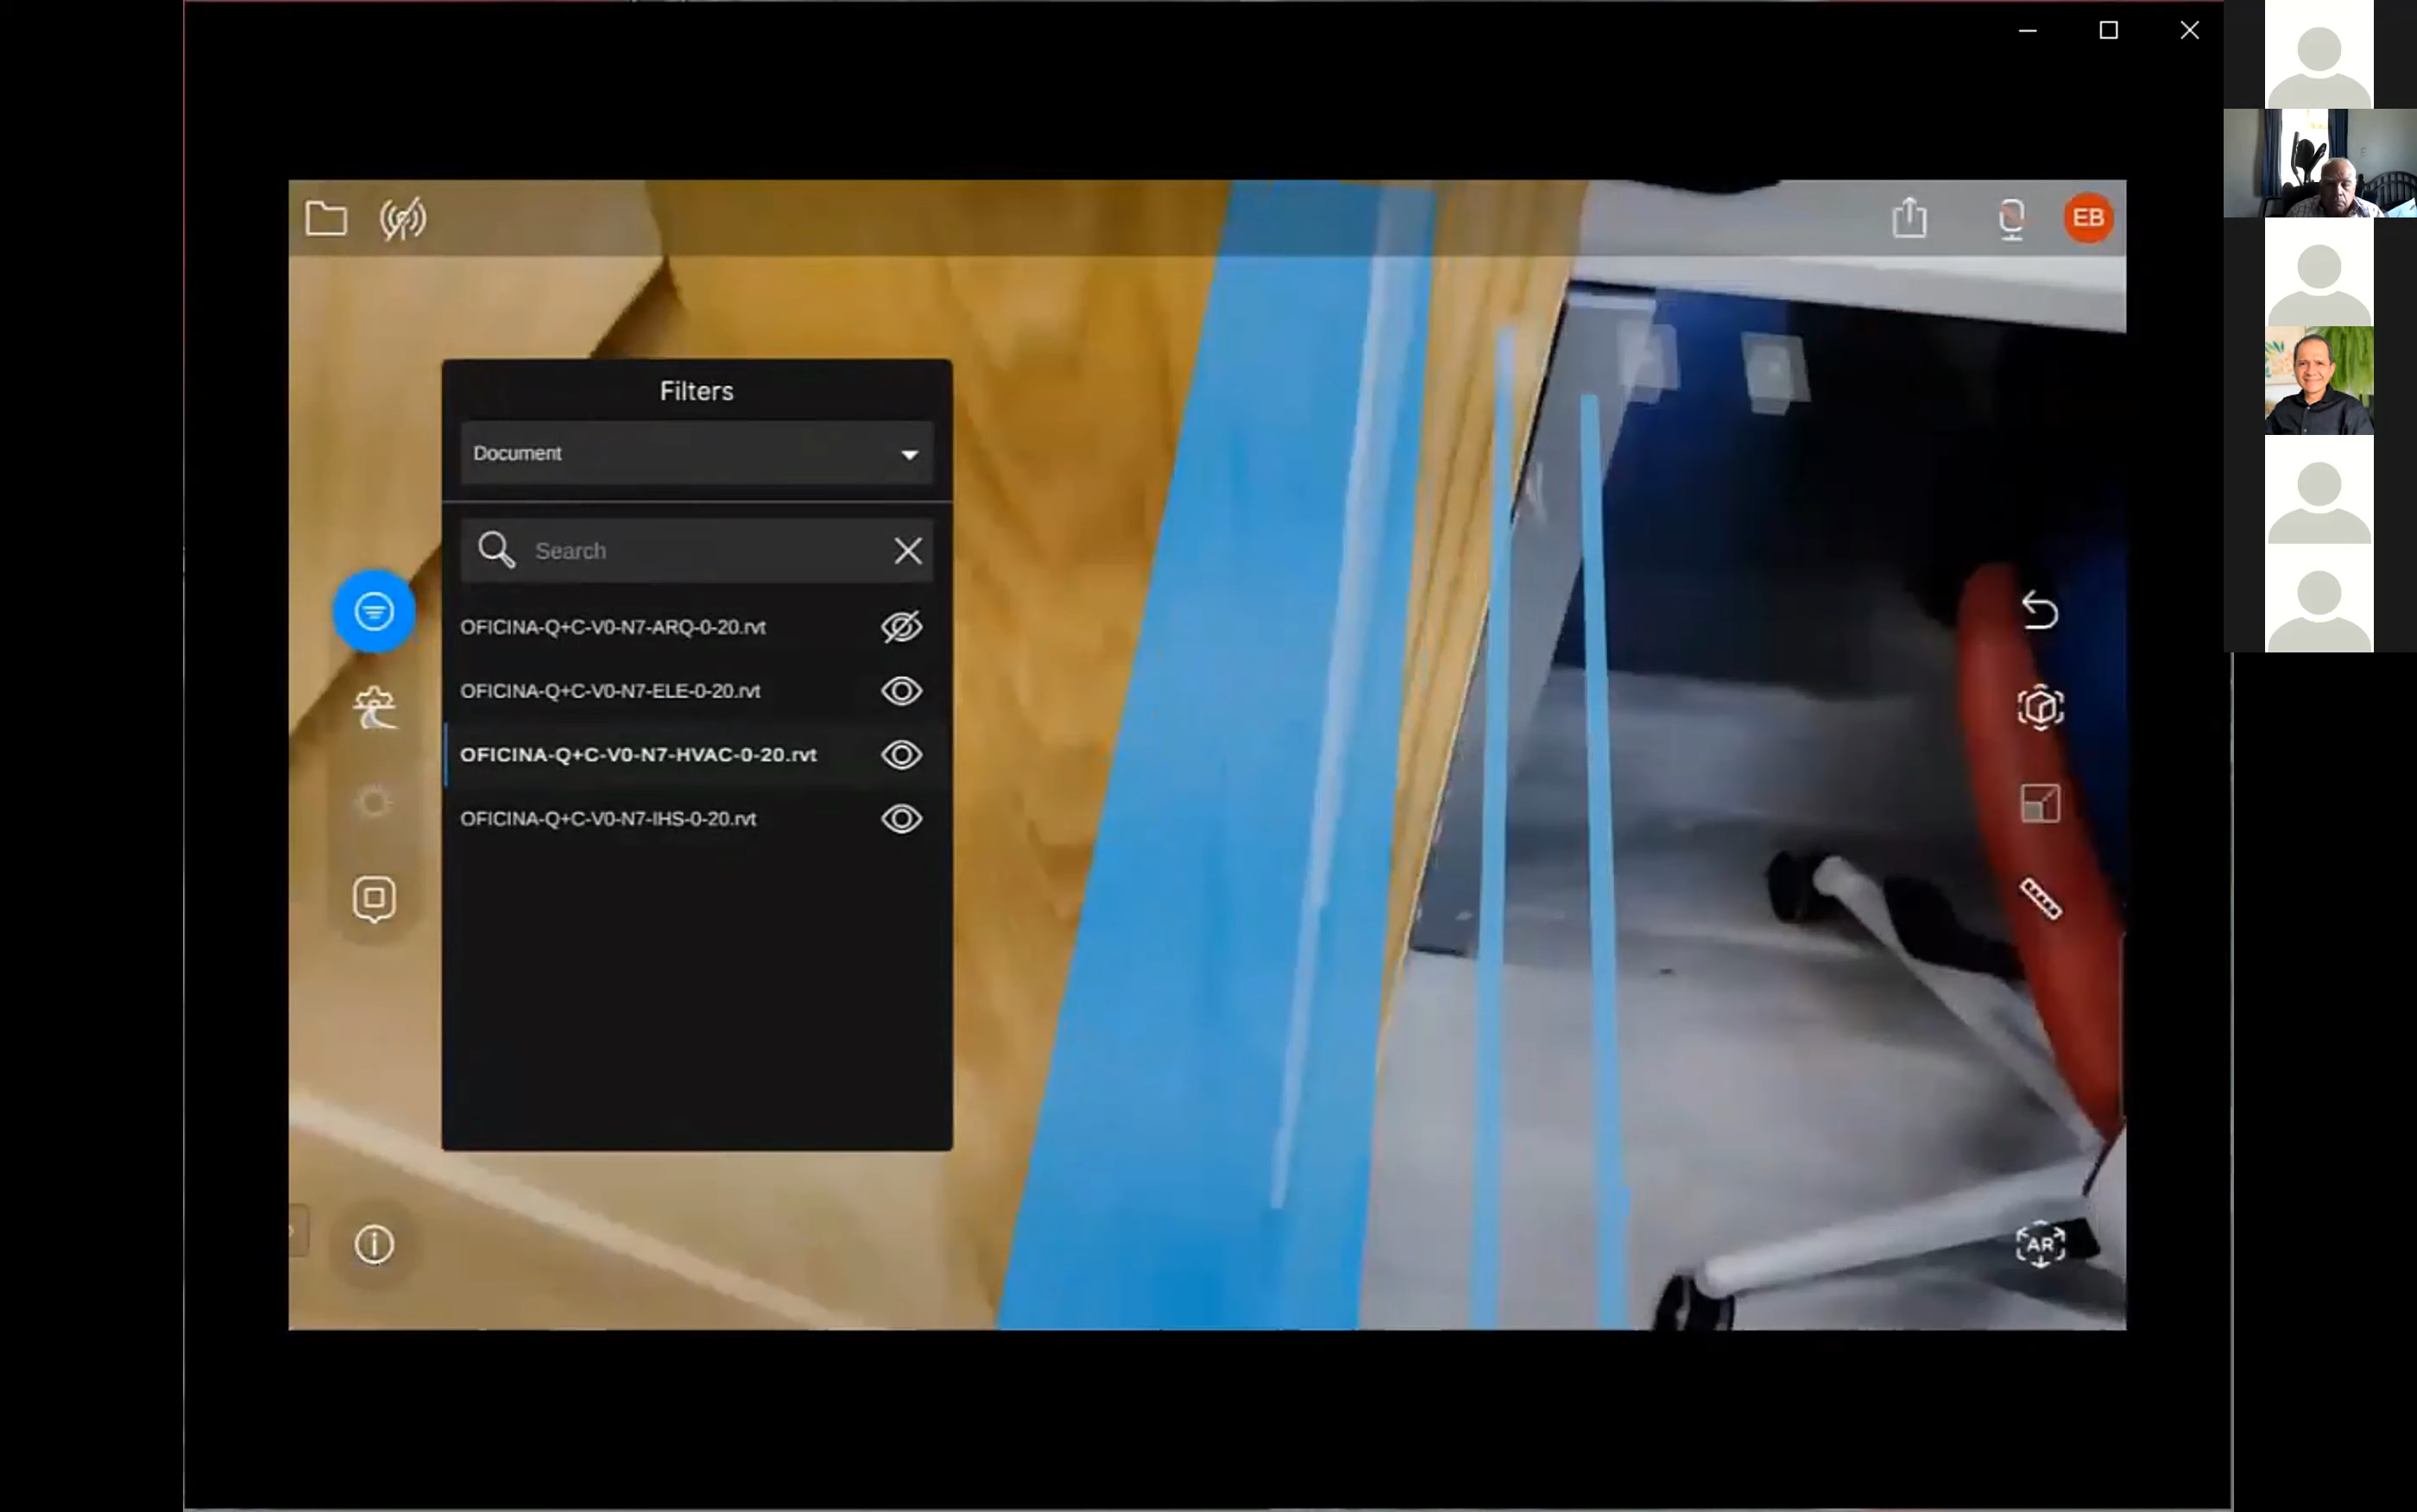 EB
Filters
Document
Search
OFICINA-Q+C-V0-N7-ARQ-0-20.rvt
OFICINA-Q+C-V0-N7-ELE-0-20.rvt
OFICINA-Q+C-V0-N7-HVAC-0-20.rvt
OFICINA-Q+C-V0-N7-IHS-0-20.rvt
AR